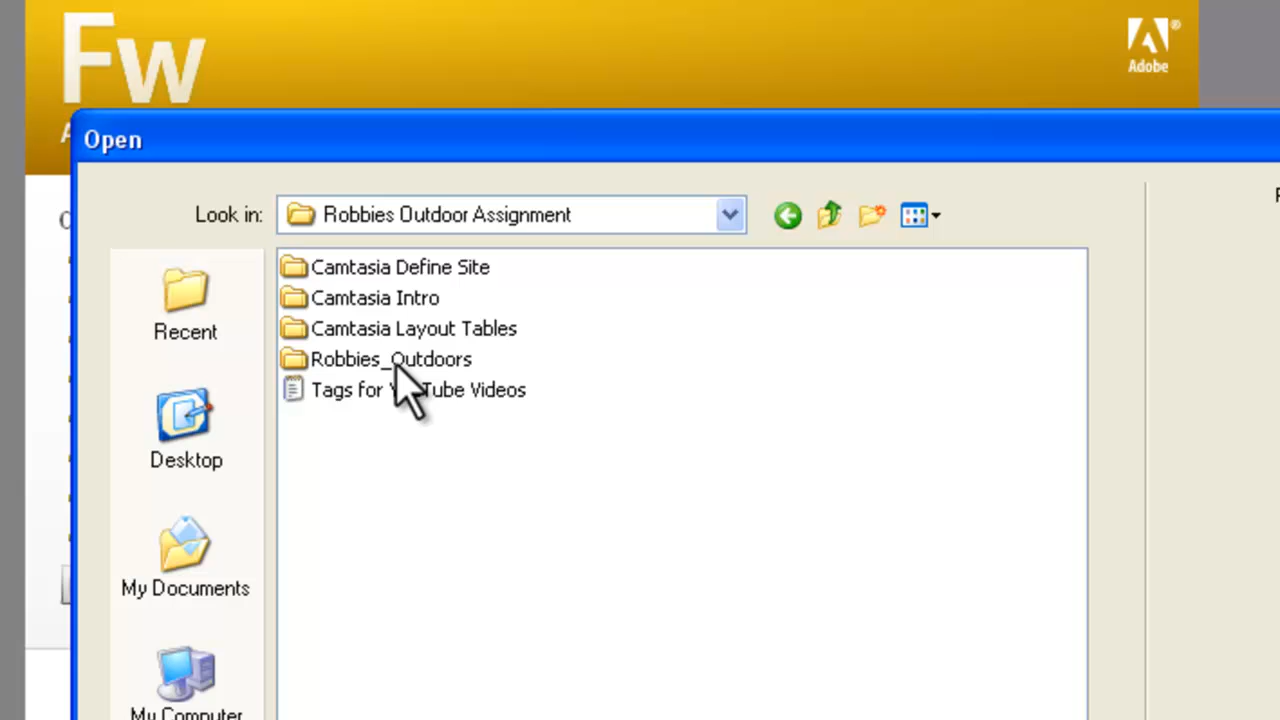 Fw
Adobe
Open
Look in: Robbies Outdoor Assignment
Camtasia Define Site
Camtasia Intro
Camtasia Layout Tables
Robbies_Outdoors
Tags for YouTube Videos
Recent
Desktop
My Documents
My Computer